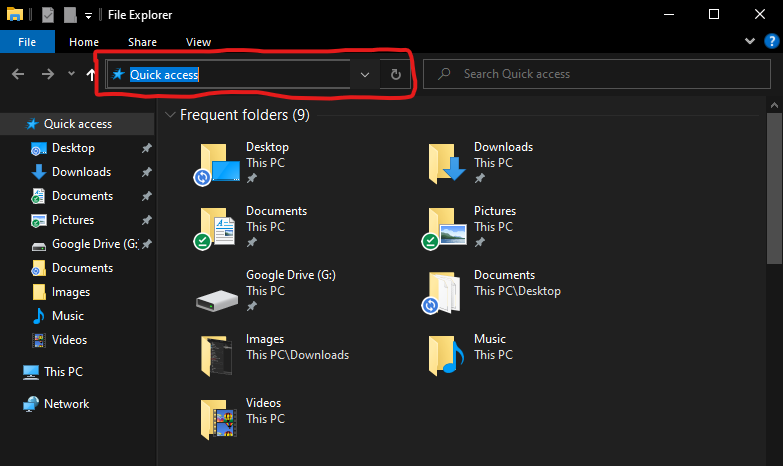 File Explorer
File
Home
Share
View
Quick access
Search Quick access
Quick access
Desktop
Downloads
Documents
Pictures
Google Drive (G:
Documents
Images
Music
Videos
This PC
Network
Frequent folders (9)
Desktop
This PC
Downloads
This PC
Documents
This PC
Pictures
This PC
Google Drive (G:)
This PC
Documents
This PC\Desktop
Images
This PC\Downloads
Music
This PC
Videos
This PC